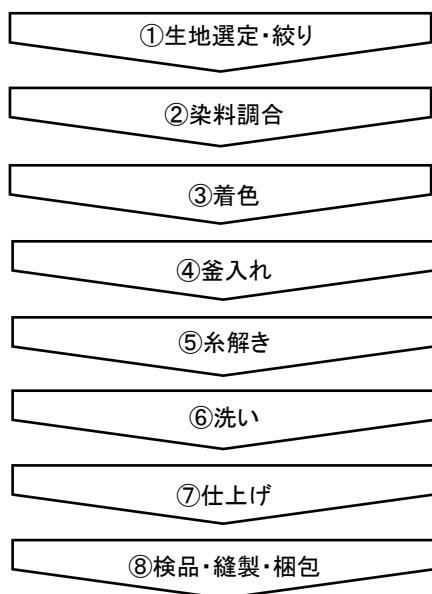 ①生地選定・絞り
②染料調合
③着色
④釜入れ
⑤糸解き
⑥洗い
⑦仕上げ
⑧検品・縫製・梱包